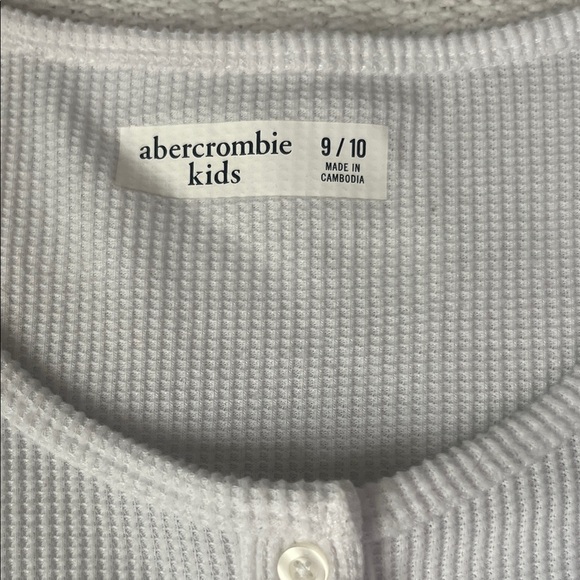 abercrombie
kids
9 / 10
MADE IN
CAMBODIA